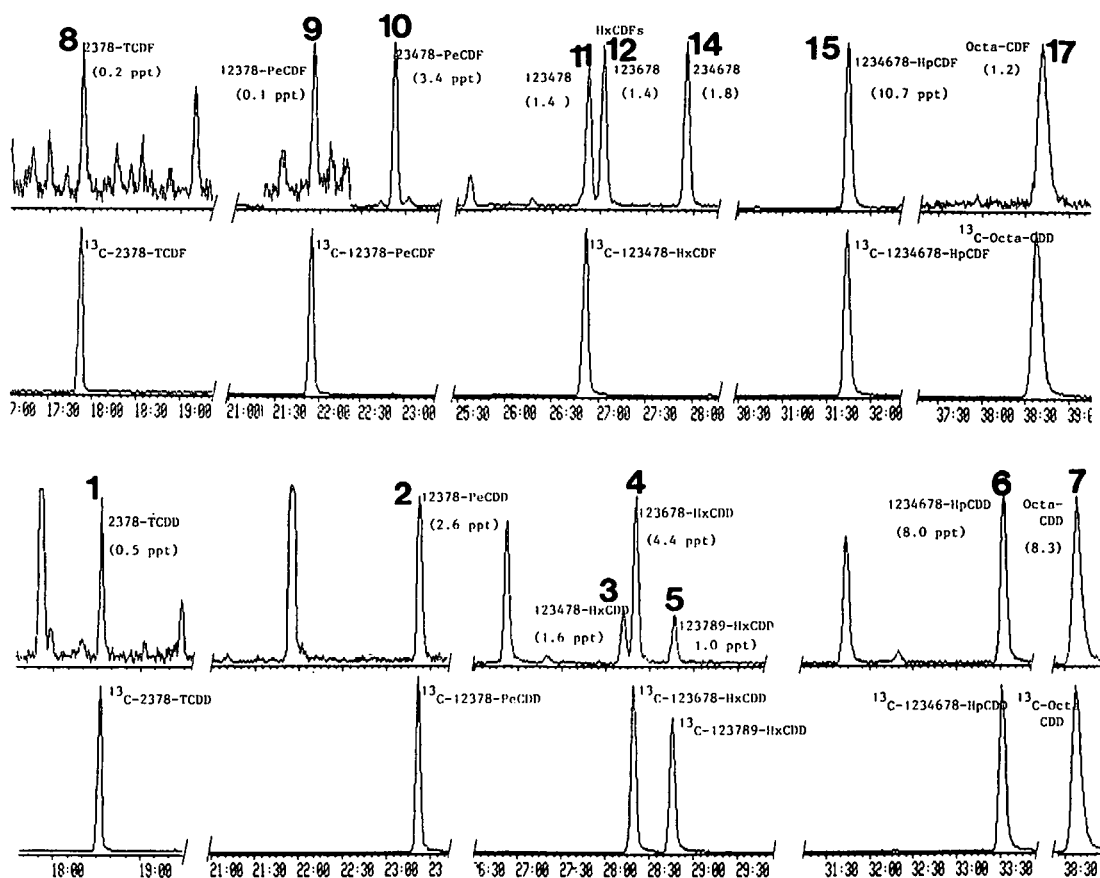 8 2378-TCDF
(0.2 ppt)
9
12378-PeCDF
(0.1 ppt)
10
23478-PeCDF
(3.4 ppt)
HxCDFs
11 12 14
123478
(1.4 )
123678
(1.4)
234678
(1.8)
15 1234678-HpCDF
(10.7 ppt)
Octa-CDF
(1.2)
17
13C-2378-TCDF
13C-12378-PeCDF
13C-123478-HxCDF
13C-1234678-HpCDF
13C-Octa-CDD
7:00 17:30 18:00 18:30 19:00
21:00 21:30 22:00 22:30 23:00
25:30 26:00 26:30 27:00 27:30 28:00
30:30 31:00 31:30 32:00
37:30 38:00 38:30 39:0
1
2378-TCDD
(0.5 ppt)
2 12378-PeCDD
(2.6 ppt)
4
123678-HxCDD
(4.4 ppt)
3
123478-HxCDD
(1.6 ppt)
5
123789-HxCDD
1.0 ppt)
6
1234678-HpCDD
(8.0 ppt)
7
Octa-
CDD
(8.3)
13C-2378-TCDD
13C-12378-PeCDD
13C-123678-HxCDD
13C-123789-HxCDD
13C-1234678-HpCDD
13C-Oct
CDD
18:00 19:00
21:00 21:30 22:00 22:30 23:00 23
6:30 27:00 27:30 28:00 28:30 29:00 29:30
31:30 32:00 32:30 33:00 33:30
38:30